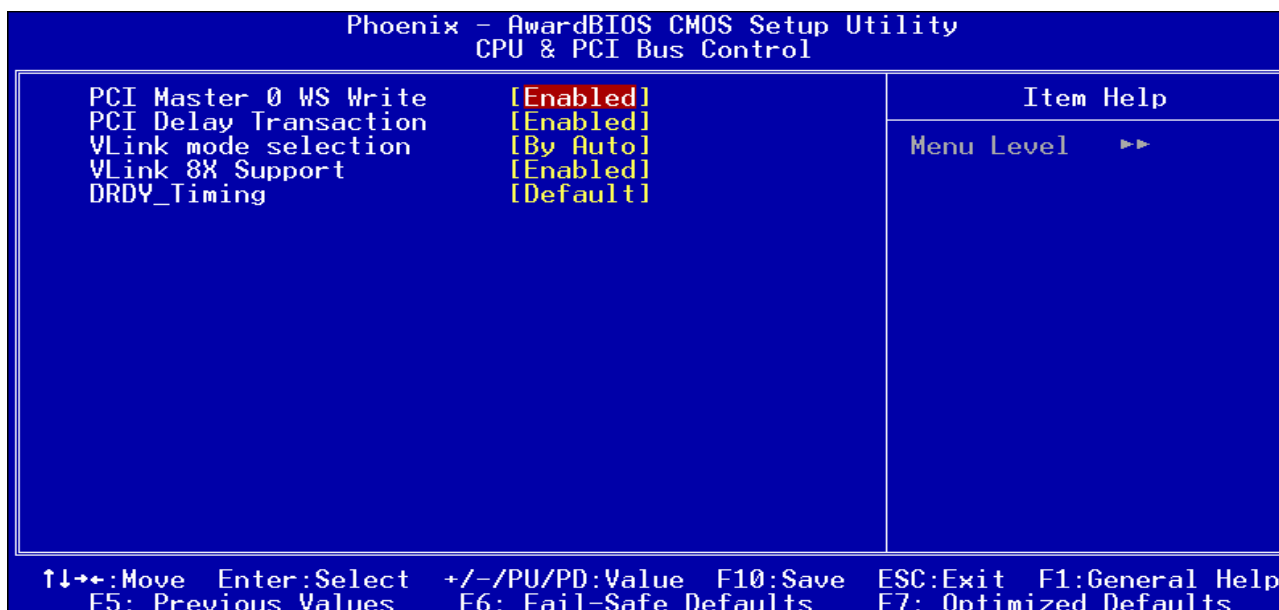 Phoenix - AwardBIOS CMOS Setup Utility
CPU & PCI Bus Control
PCI Master 0 WS Write [Enabled]
PCI Delay Transaction [Enabled]
VLink mode selection [By Auto]
VLink 8X Support [Enabled]
DRDY_Timing [Default]
Item Help
Menu Level ►►
↑↓→←:Move Enter:Select +/-/PU/PD:Value F10:Save ESC:Exit F1:General Help
F5: Previous Values F6: Fail-Safe Defaults F7: Optimized Defaults